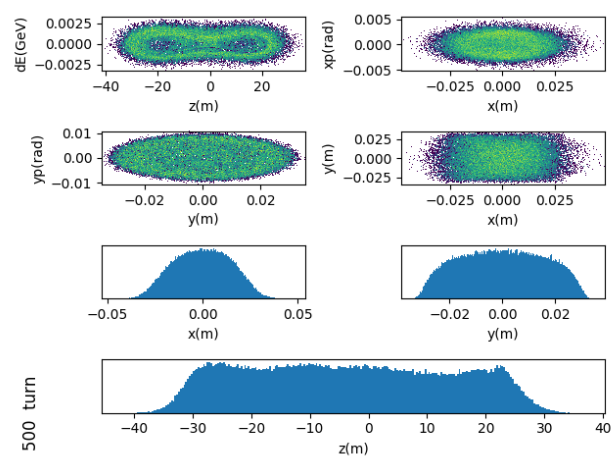 dE(GeV)
0.0025
0.0000
−0.0025
−40 −20 0 20
z(m)
xp(rad)
0.005
0.000
−0.005
−0.025 0.000 0.025
x(m)
yp(rad)
0.01
0.00
−0.01
−0.02 0.00 0.02
y(m)
y(m)
0.025
0.000
−0.025
−0.025 0.000 0.025
x(m)
−0.05 0.00 0.05
x(m)
−0.02 0.00 0.02
y(m)
500 turn
−40 −30 −20 −10 0 10 20 30 40
z(m)